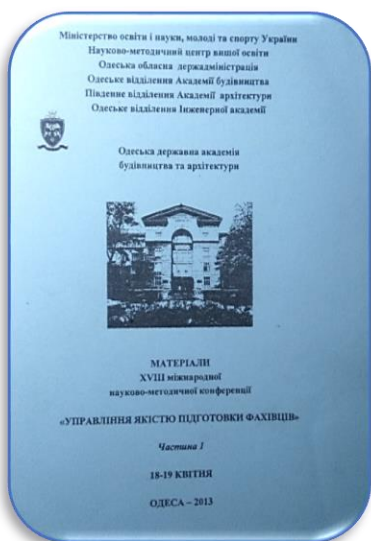 Міністерство освіти і науки, молоді та спорту України
Науково-методичний центр вищої освіти
Одеська обласна держадміністрація
Одеське відділення Академії будівництва
Південне відділення Академії архітектури
Одеське відділення Інженерної академії
Одеська державна академія
будівництва та архітектури
МАТЕРІАЛИ
XVIII міжнародної
науково-методичної конференції
«УПРАВЛІННЯ ЯКІСТЮ ПІДГОТОВКИ ФАХІВЦІВ»
Частина 1
18-19 КВІТНЯ
ОДЕСА – 2013